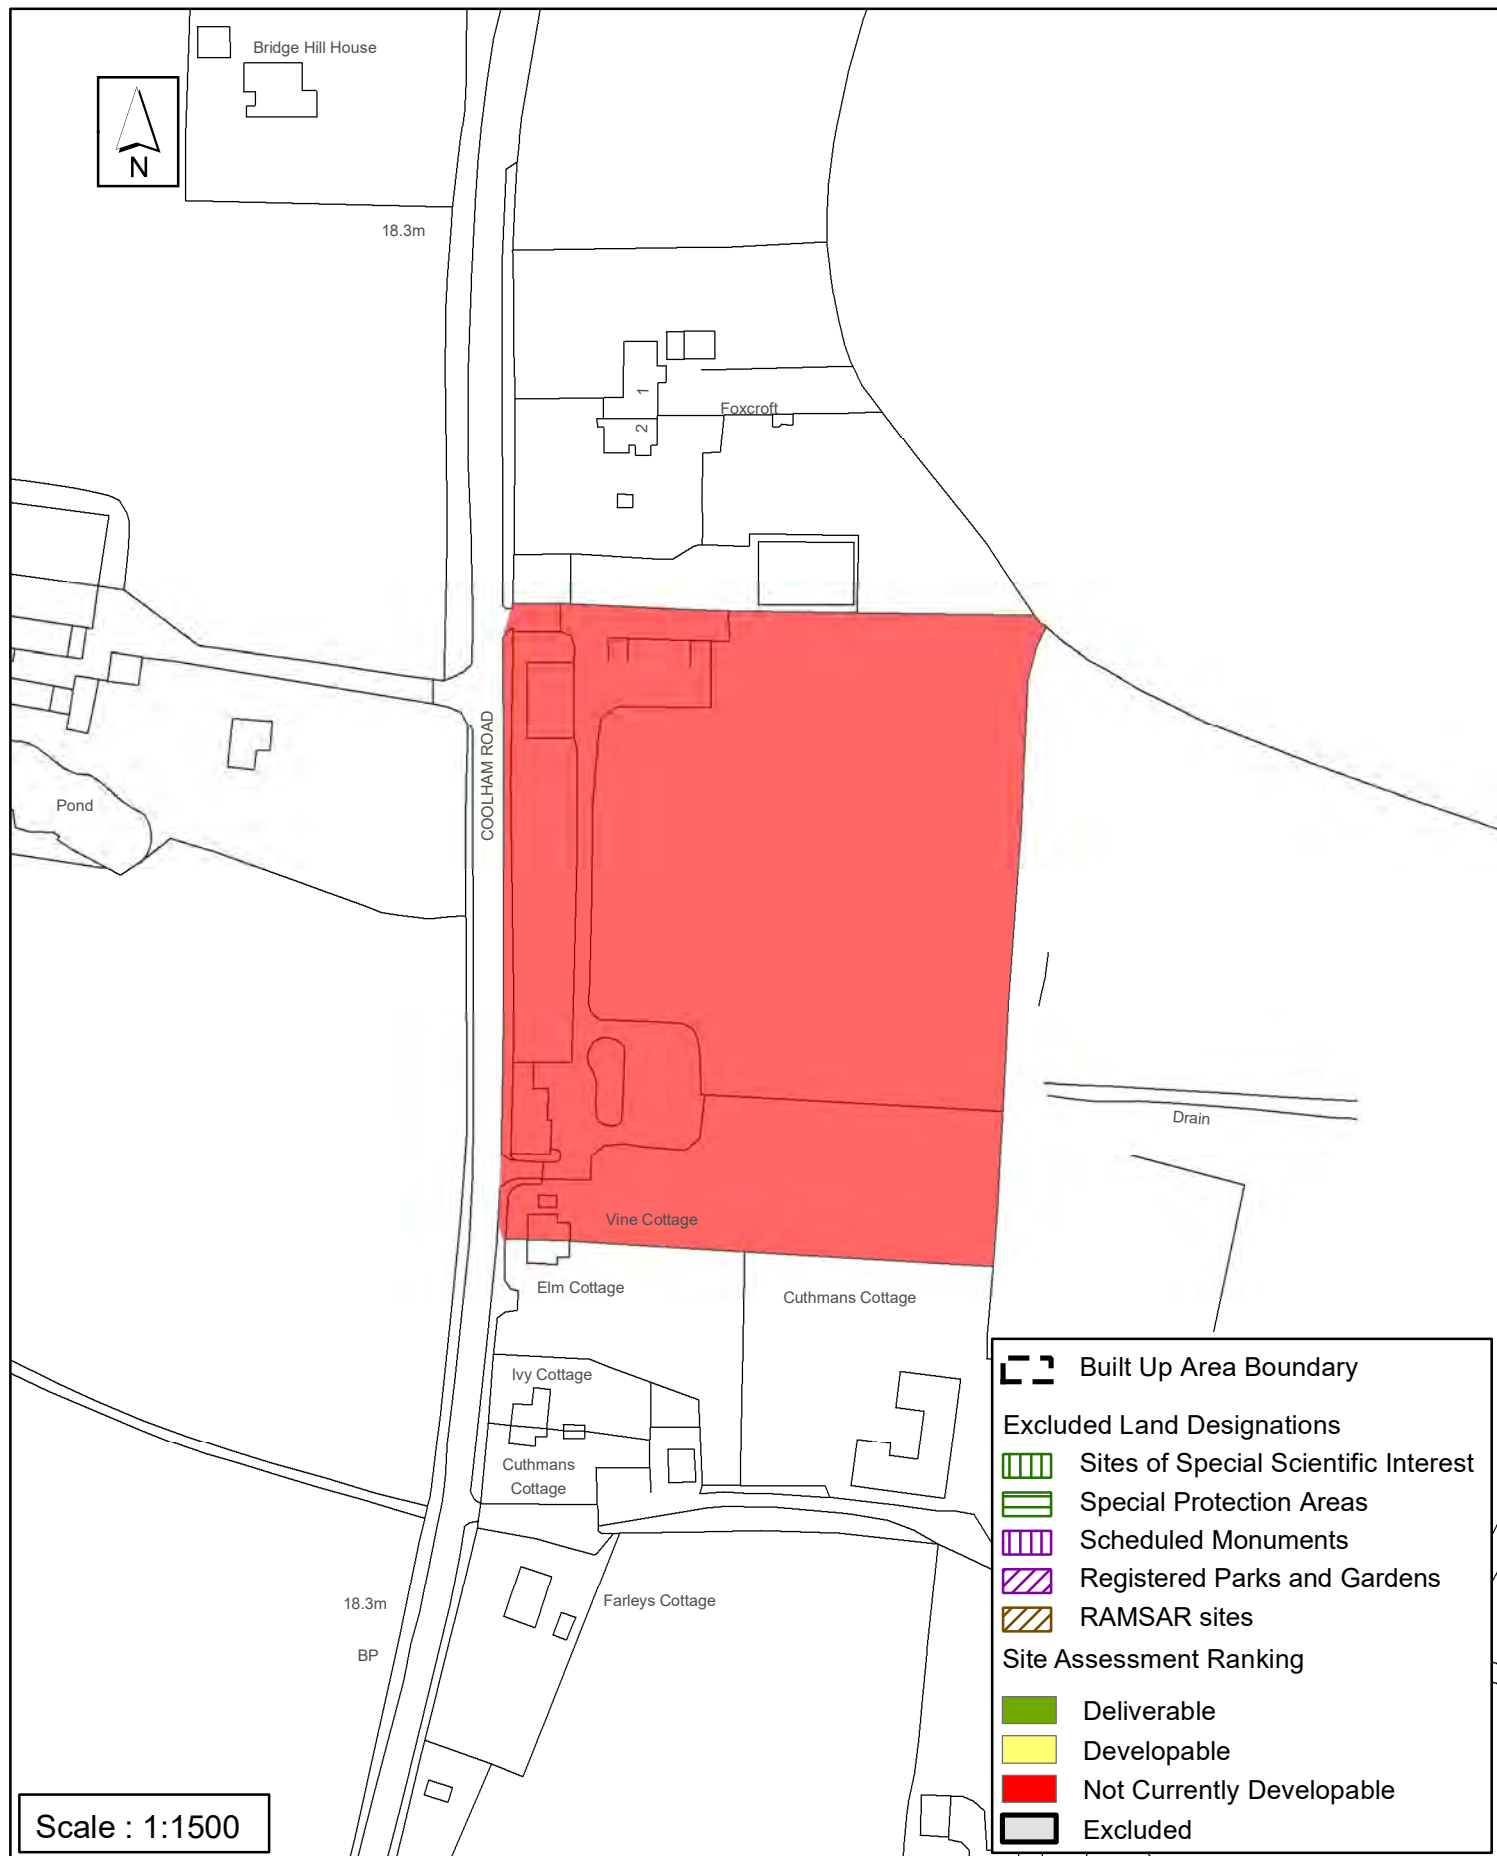 Bridge Hill House
N
18.3m
1
Foxcroft
2
COOLHAM ROAD
Pond
Drain
Vine Cottage
Elm Cottage
Cuthmans Cottage
Ivy Cottage
Cuthmans
Cottage
Farleys Cottage
18.3m
BP
Built Up Area Boundary
Excluded Land Designations
Sites of Special Scientific Interest
Special Protection Areas
Scheduled Monuments
Registered Parks and Gardens
RAMSAR sites
Site Assessment Ranking
Deliverable
Developable
Not Currently Developable
Excluded
Scale : 1:1500